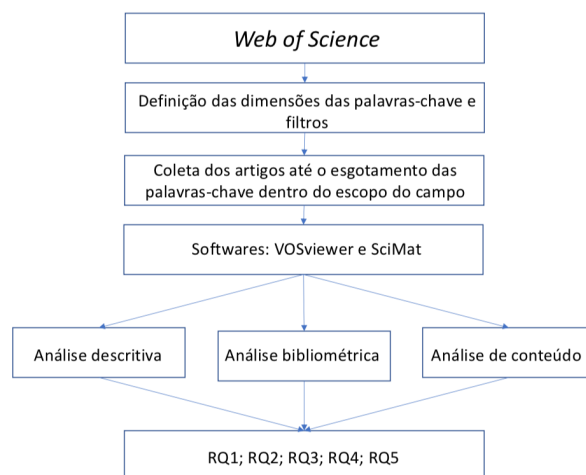 Web of Science
Definição das dimensões das palavras-chave e
filtros
Coleta dos artigos até o esgotamento das
palavras-chave dentro do escopo do campo
Softwares: VOSviewer e SciMat
Análise descritiva
Análise bibliométrica
Análise de conteúdo
RQ1; RQ2; RQ3; RQ4; RQ5